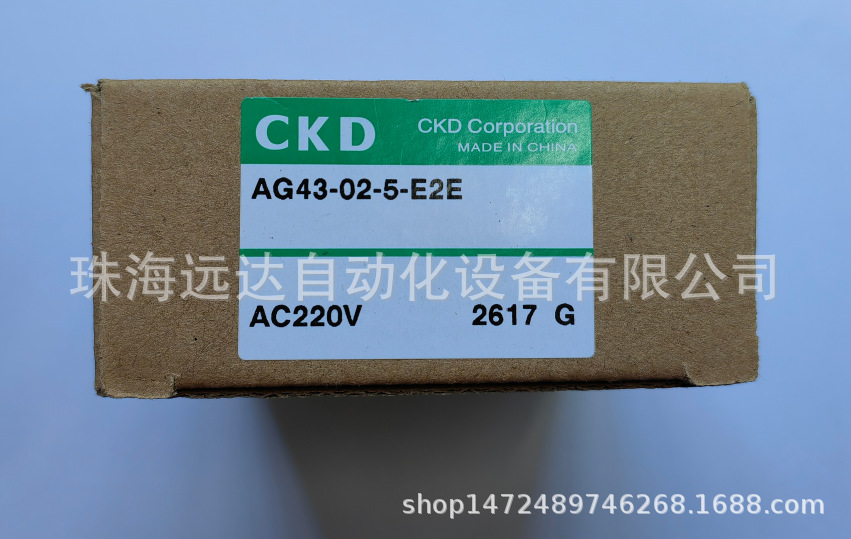 CKD
CKD Corporation
MADE IN CHINA
AG43-02-5-E2E
珠海远达自动化设备有限公司
AC220V 2617 G
shop1472489746268.1688.com